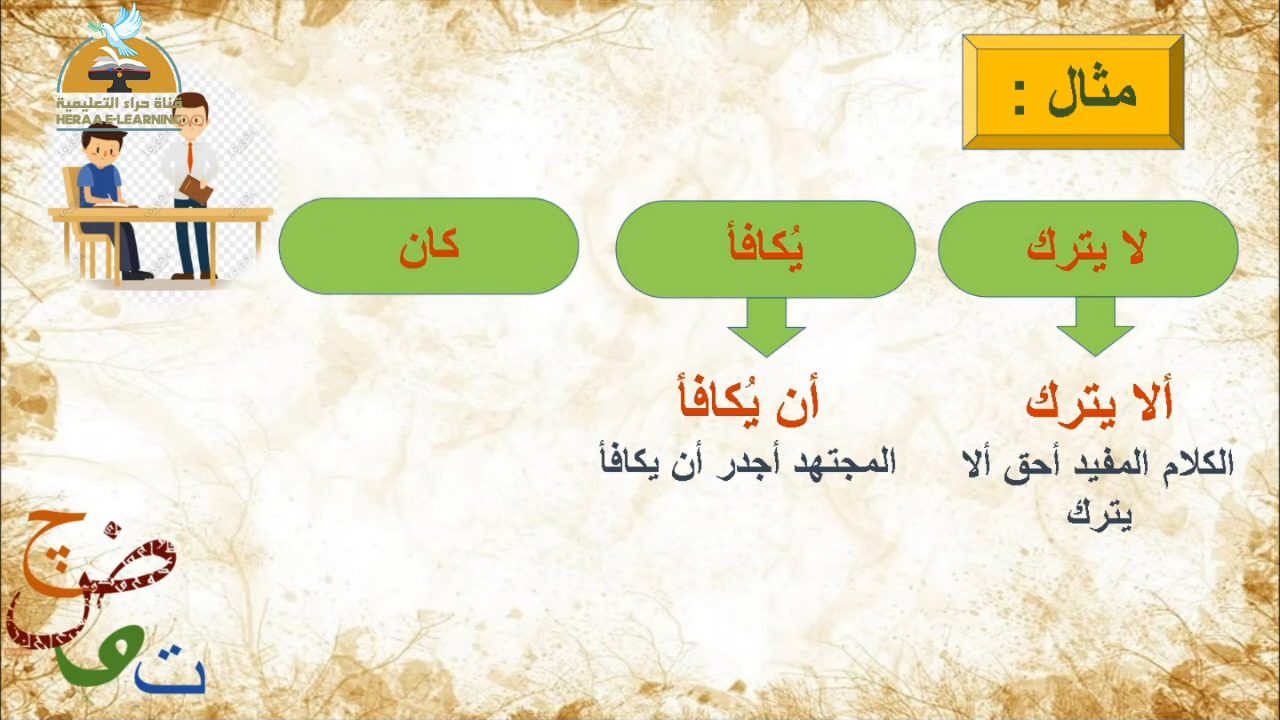 قناة حراء التعليمية
HERAA E-LEARNING
مثال :
لا يترك
يُكافأ
كان
ألا يترك
أن يُكافأ
الكلام المفيد أحق ألا
يترك
المجتهد أجدر أن يكافأ
ض
چ
و
ت